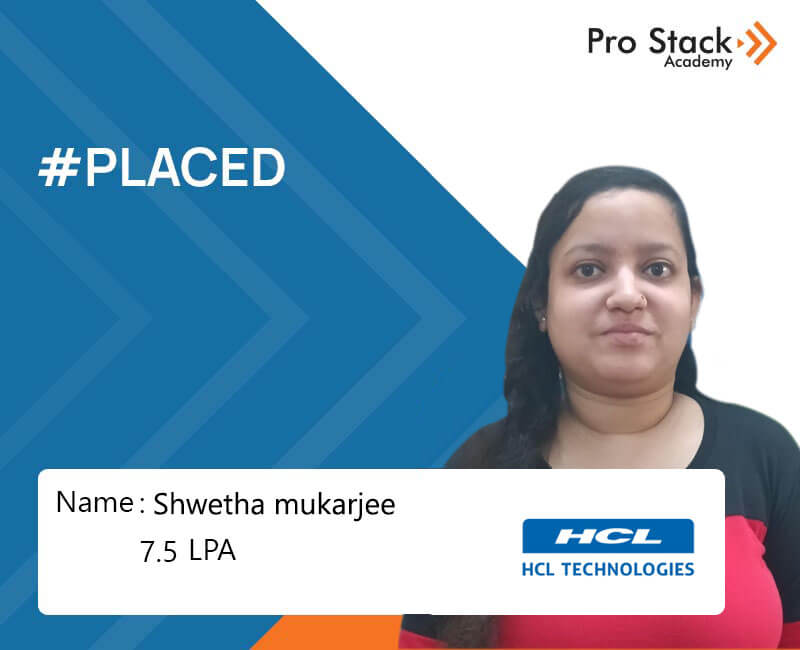 Pro Stack
Academy
#PLACED
Name : Shwetha mukarjee
7.5 LPA
HCL
HCL TECHNOLOGIES